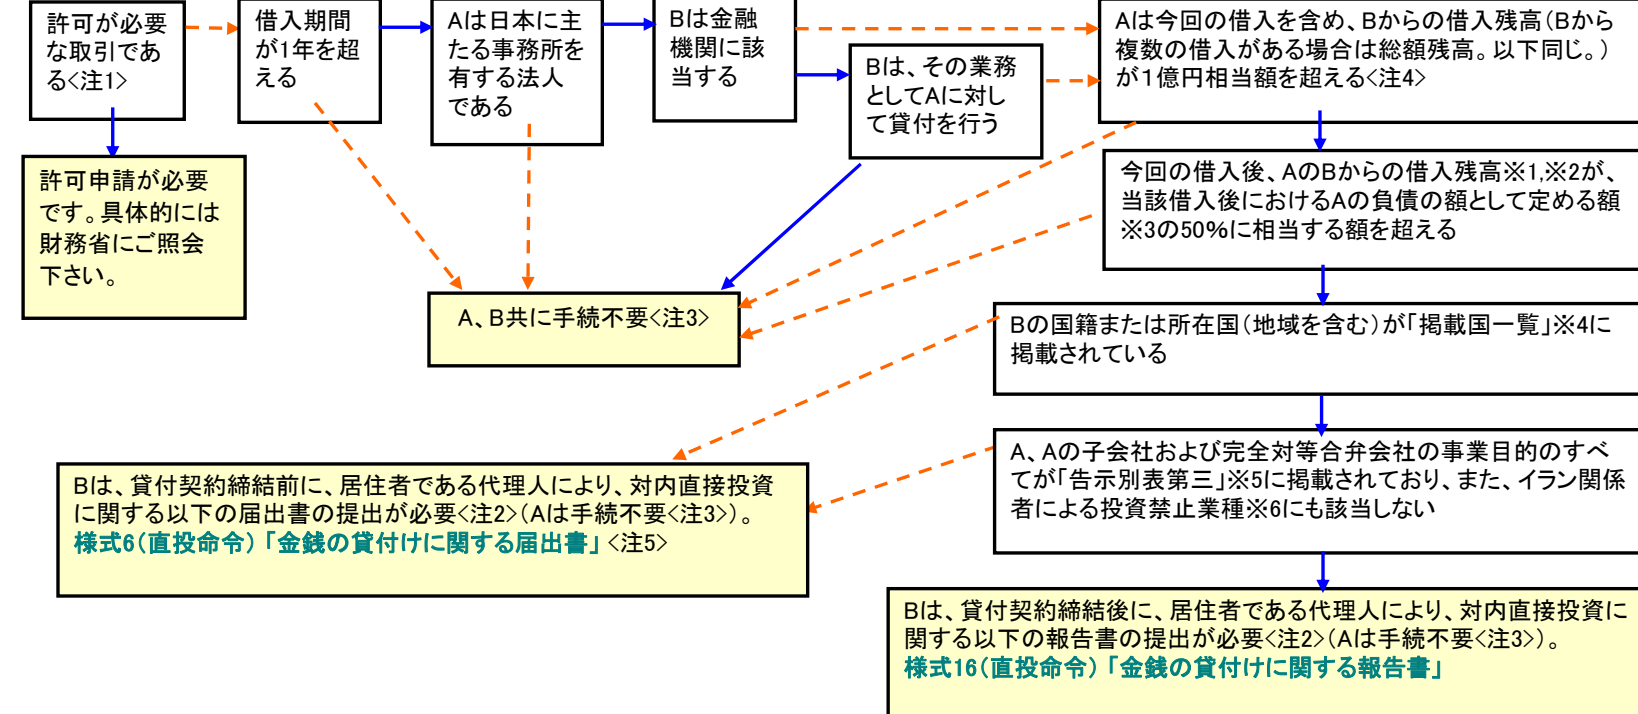 許可が必要
な取引であ
る<注1>
借入期間
が1年を超
える
Aは日本に主
たる事務所を
有する法人
である
Bは金融
機関に該
当する
Bは、その業務
としてAに対し
て貸付を行う
Aは今回の借入を含め、Bからの借入残高(Bから
複数の借入がある場合は総額残高。以下同じ。)
が1億円相当額を超える<注4>
許可申請が必要
です。具体的には
財務省にご照会
下さい。
今回の借入後、AのBからの借入残高※1,※2が、
当該借入後におけるAの負債の額として定める額
※3の50%に相当する額を超える
A、B共に手続不要<注3>
Bの国籍または所在国(地域を含む)が「掲載国一覧」※4に
掲載されている
A、Aの子会社および完全対等合弁会社の事業目的のすべ
てが「告示別表第三」※5に掲載されており、また、イラン関係
者による投資禁止業種※6にも該当しない
Bは、貸付契約締結前に、居住者である代理人により、対内直接投資
に関する以下の届出書の提出が必要<注2>(Aは手続不要<注3>)。
様式6(直投命令)「金銭の貸付けに関する届出書」<注5>
Bは、貸付契約締結後に、居住者である代理人により、対内直接投資に
関する以下の報告書の提出が必要<注2>(Aは手続不要<注3>)。
様式16(直投命令)「金銭の貸付けに関する報告書」